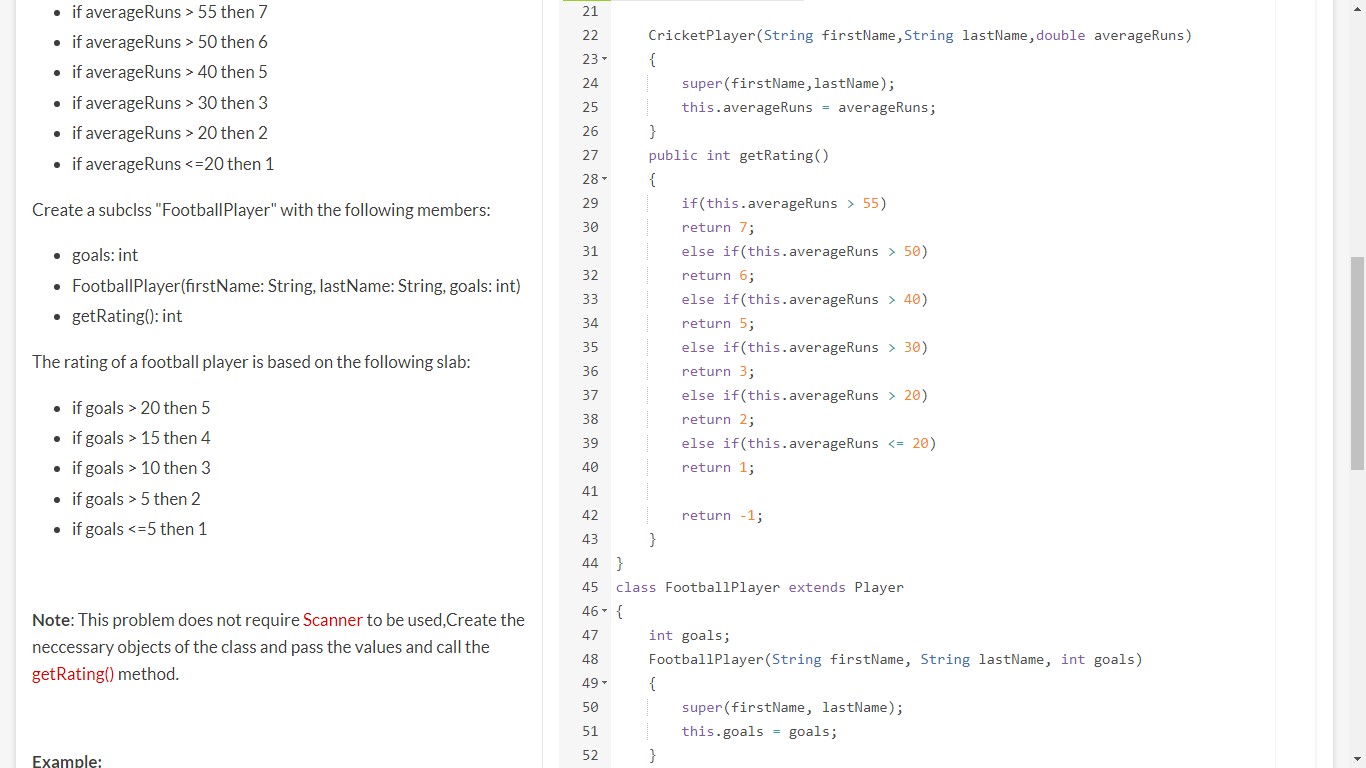 if averageRuns > 55 then 7
if averageRuns > 50 then 6
if averageRuns > 40 then 5
if averageRuns > 30 then 3
if averageRuns > 20 then 2
if averageRuns <=20 then 1
Create a subclss "FootballPlayer" with the following members:
goals: int
FootballPlayer(firstName: String, lastName: String, goals: int)
getRating(): int
The rating of a football player is based on the following slab:
if goals > 20 then 5
if goals > 15 then 4
if goals > 10 then 3
if goals > 5 then 2
if goals <=5 then 1
Note: This problem does not require Scanner to be used,Create the
neccessary objects of the class and pass the values and call the
getRating() method.
Example:
21
22 CricketPlayer(String firstName,String lastName,double averageRuns)
23 {
24 super(firstName,lastName);
25 this.averageRuns = averageRuns;
26 }
27 public int getRating()
28 {
29 if(this.averageRuns > 55)
30 return 7;
31 else if(this.averageRuns > 50)
32 return 6;
33 else if(this.averageRuns > 40)
34 return 5;
35 else if(this.averageRuns > 30)
36 return 3;
37 else if(this.averageRuns > 20)
38 return 2;
39 else if(this.averageRuns <= 20)
40 return 1;
41
42 return -1;
43 }
44 }
45 class FootballPlayer extends Player
46 {
47 int goals;
48 FootballPlayer(String firstName, String lastName, int goals)
49 {
50 super(firstName, lastName);
51 this.goals = goals;
52 }